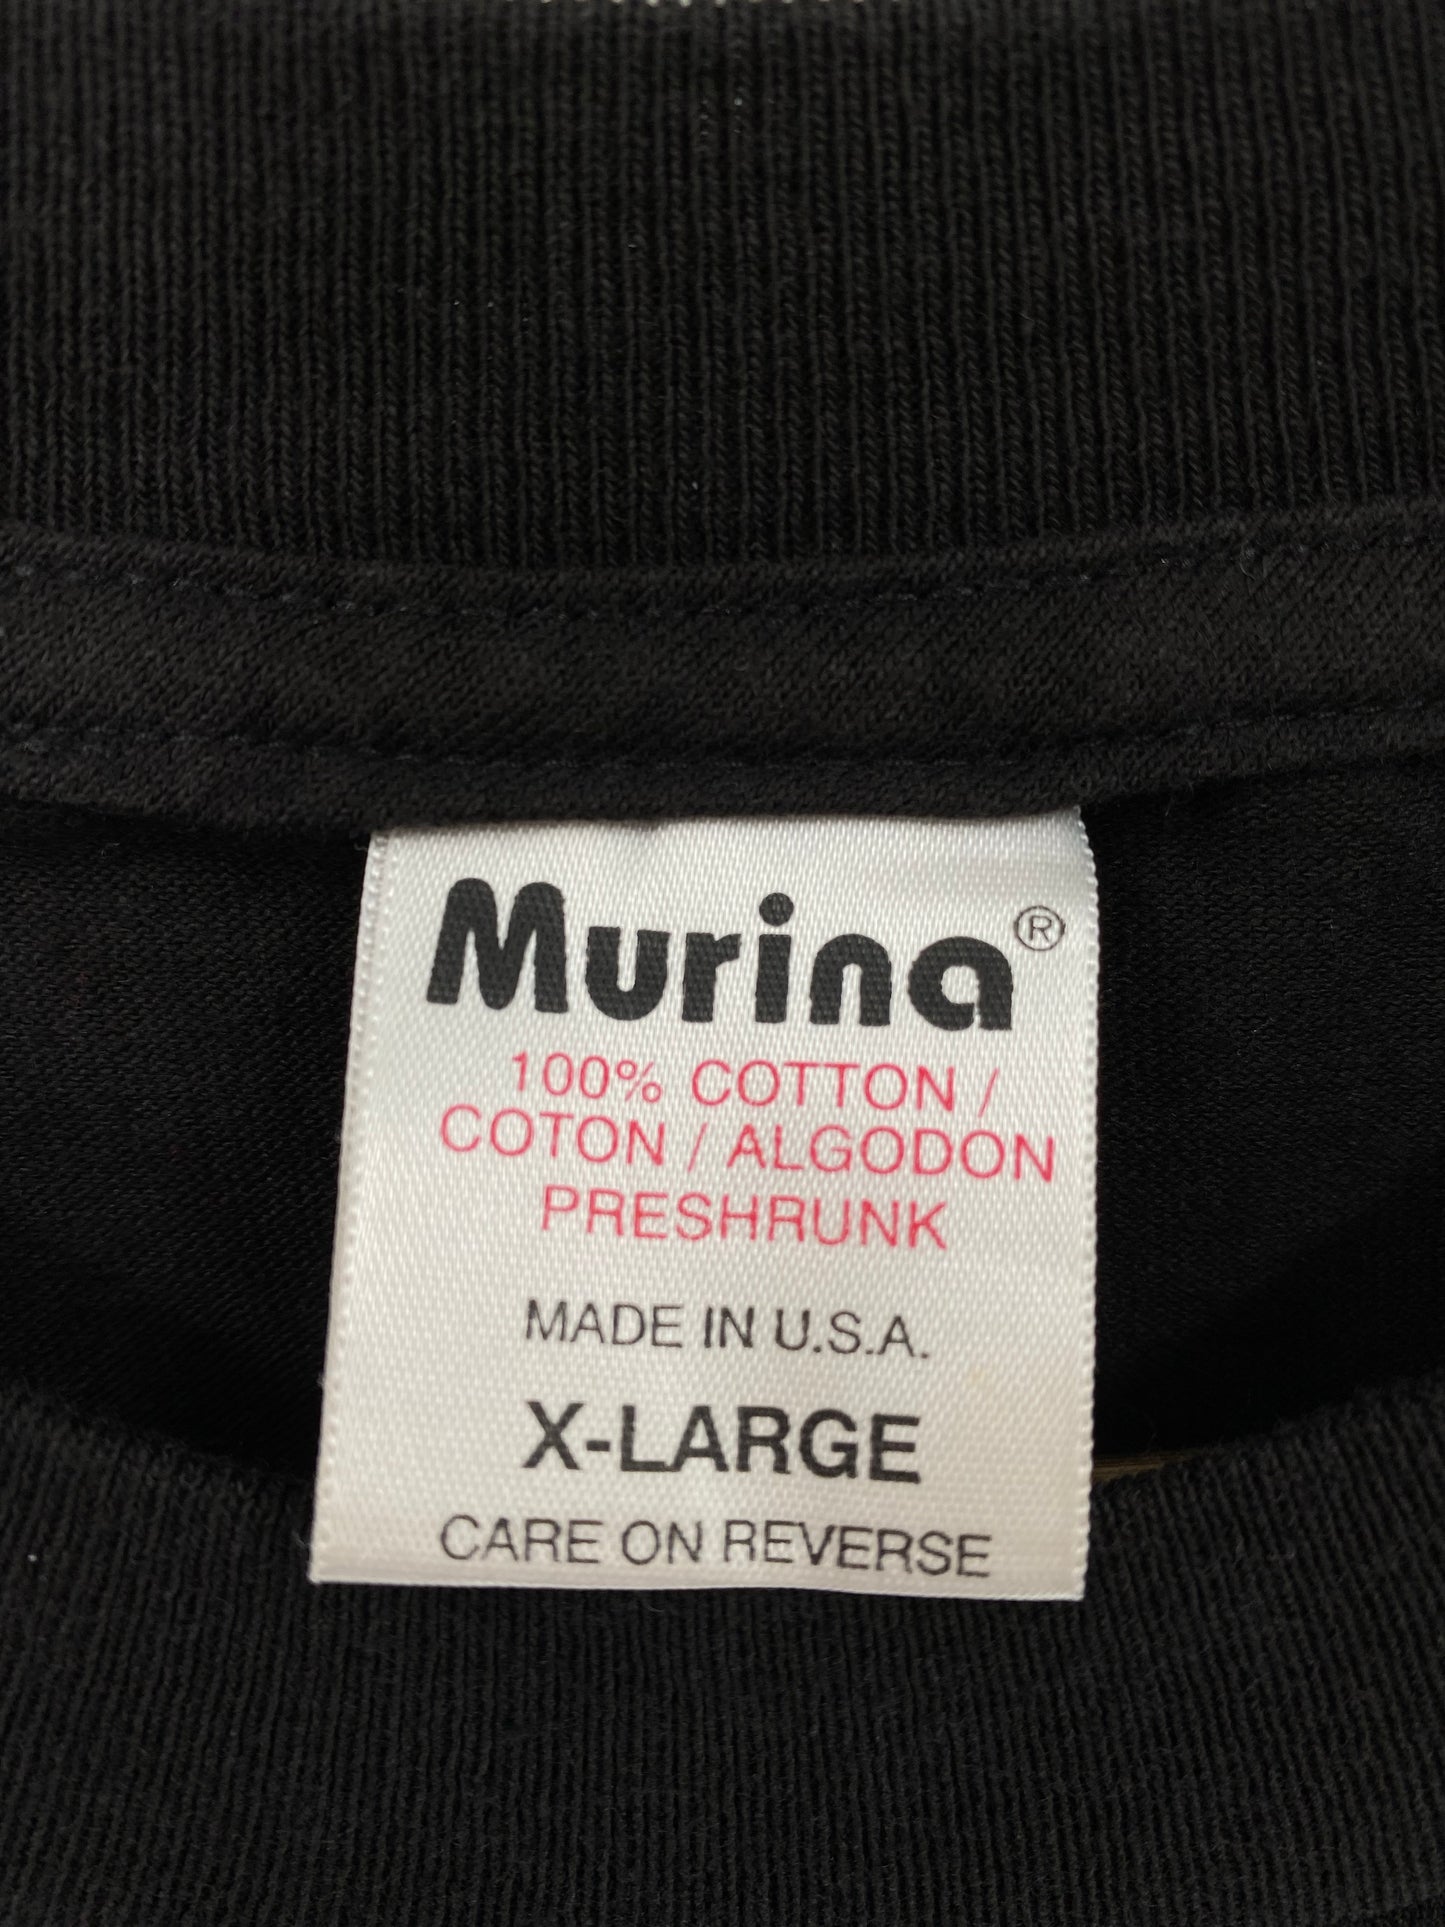 Murina®
100% COTTON /
COTON / ALGODON
PRESHRUNK
MADE IN U.S.A.
X-LARGE
CARE ON REVERSE